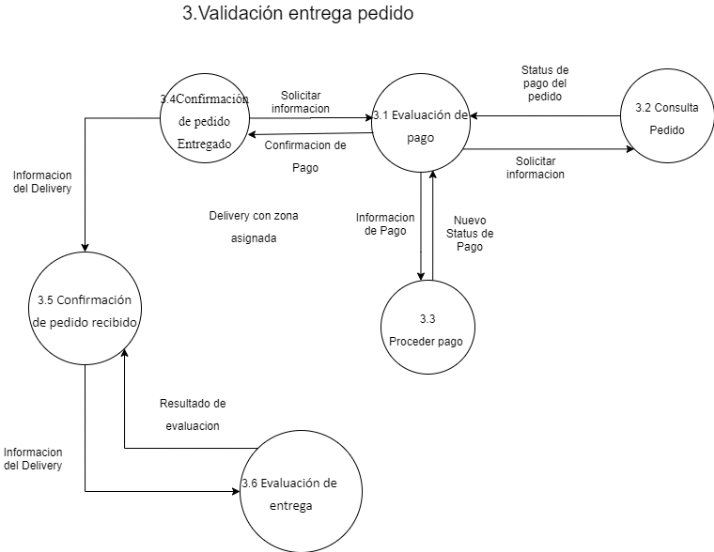 3.Validación entrega pedido
Status de
pago del
pedido
3.4Confirmación
de pedido
Entregado
Solicitar
informacion
3.1 Evaluación de
pago
3.2 Consulta
Pedido
Confirmacion de
Pago
Solicitar
informacion
Informacion
del Delivery
Delivery con zona
asignada
Informacion
de Pago
Nuevo
Status de
Pago
3.5 Confirmación
de pedido recibido
3.3
Proceder pago
Resultado de
evaluacion
Informacion
del Delivery
3.6 Evaluación de
entrega